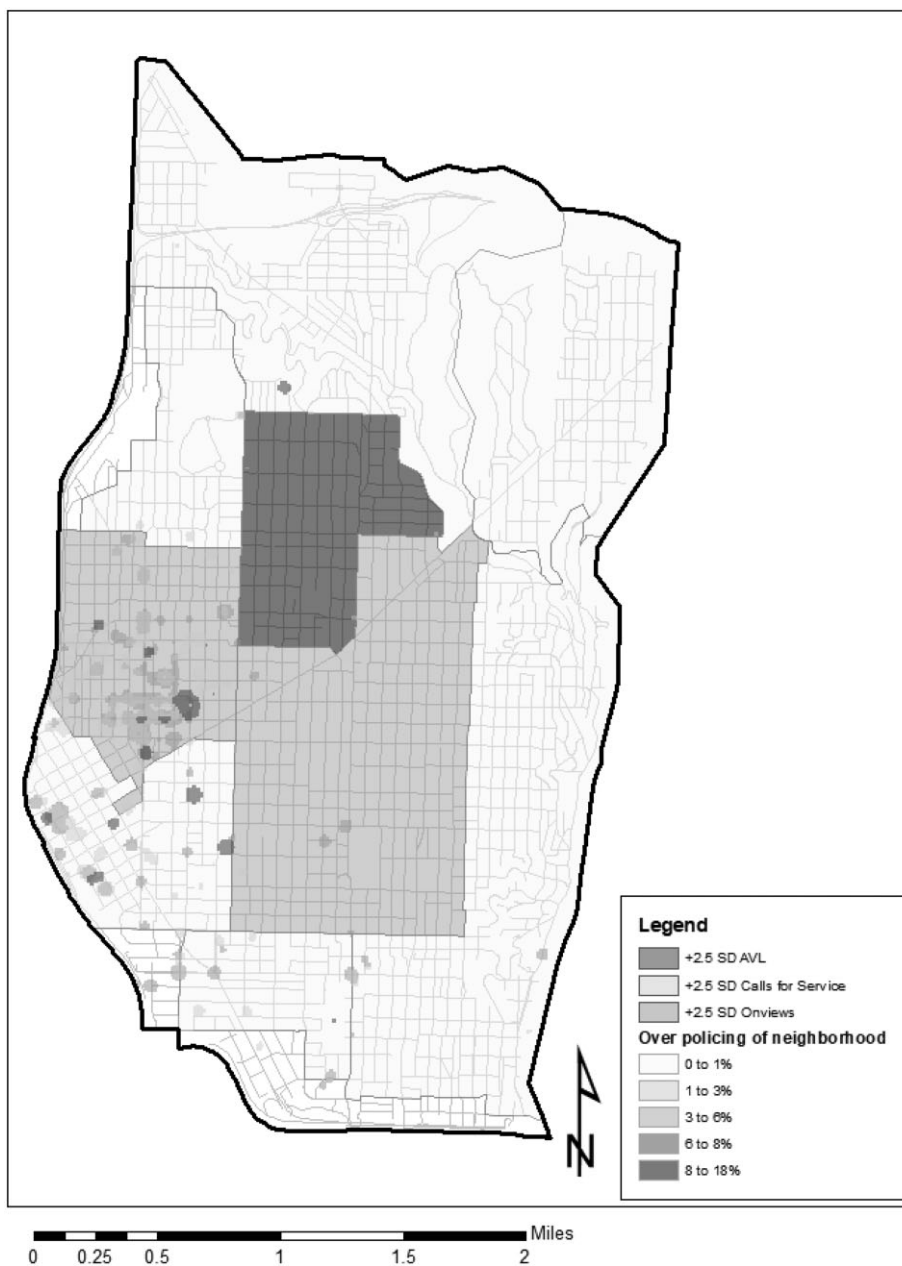 Legend
+2.5 SD AVL
+2.5 SD Calls for Service
+2.5 SD Onviews
Over policing of neighborhood
0 to 1%
1 to 3%
3 to 6%
6 to 8%
8 to 18%
N
Miles
0 0.25 0.5 1 1.5 2